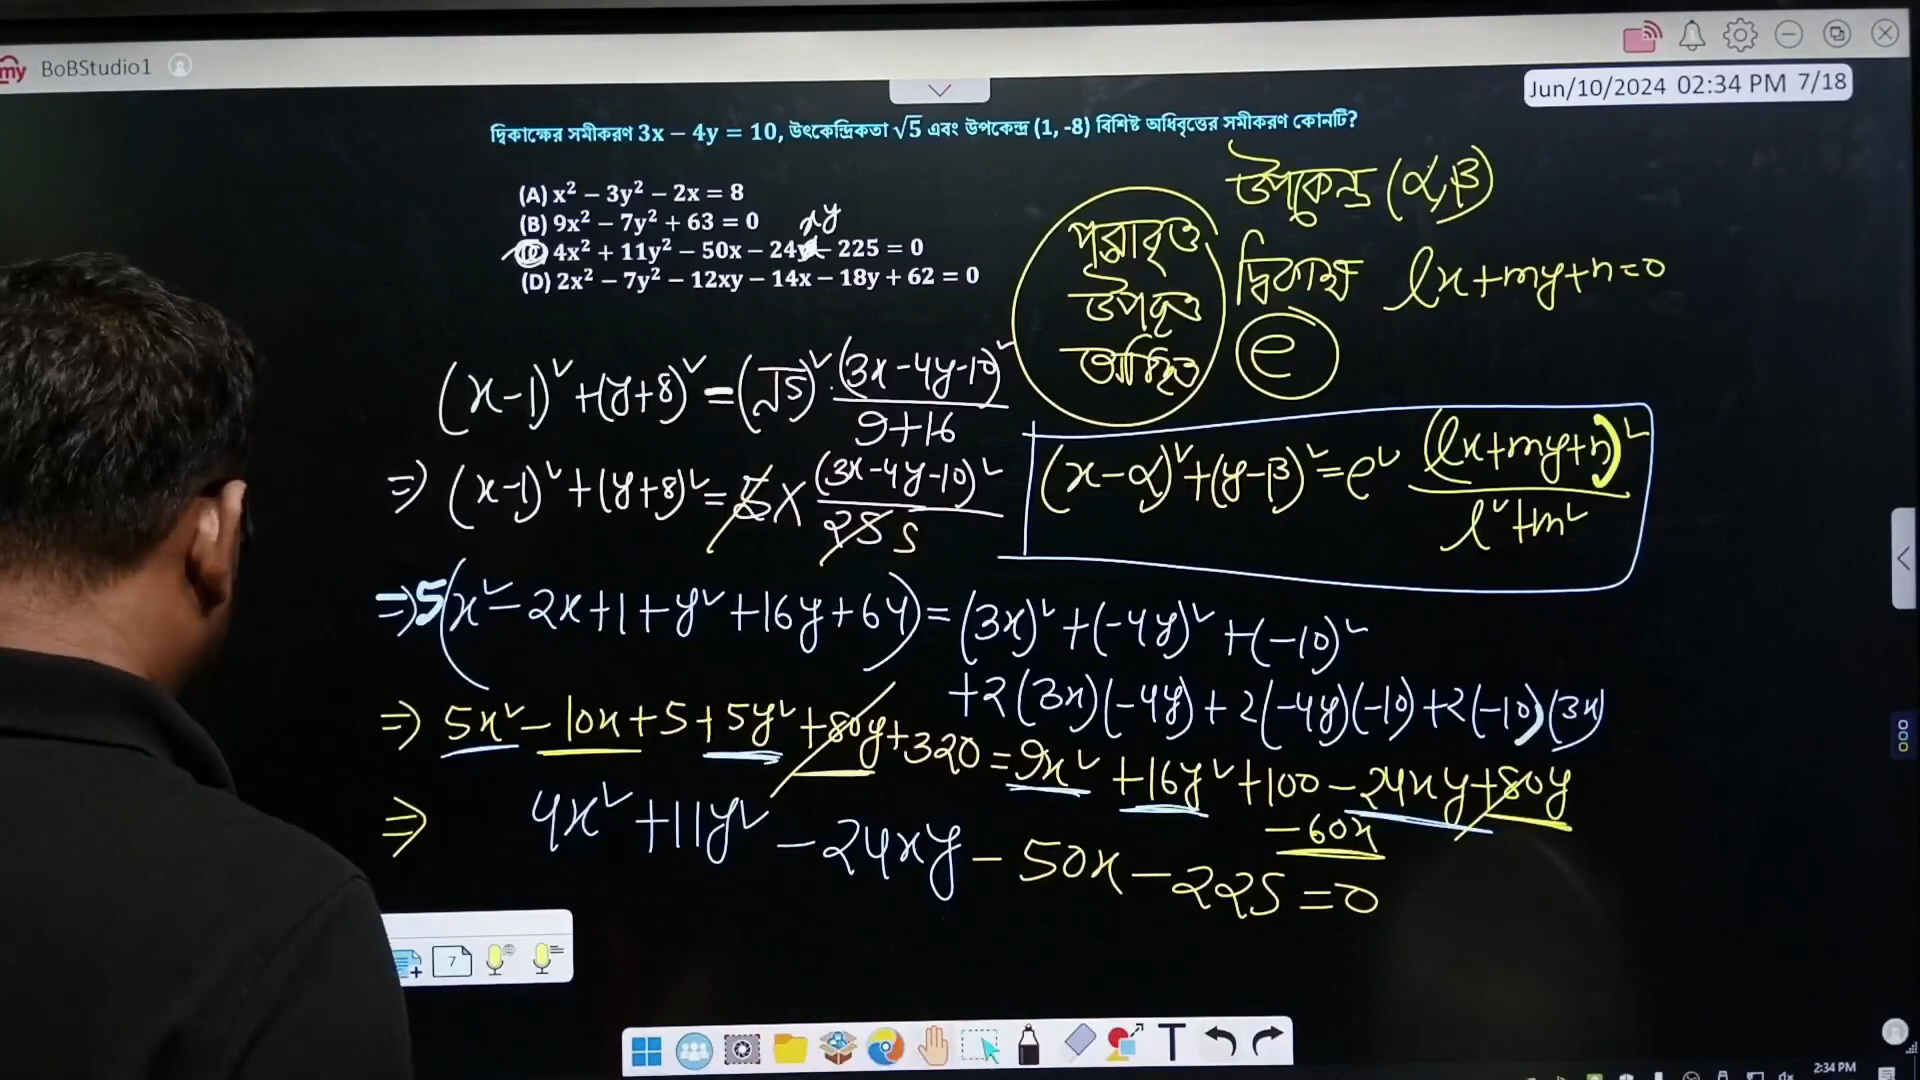 my BoBStudio1
Jun/10/2024 02:34 PM 7/18
দ্বিকাক্ষের সমীকরণ 3x − 4y = 10, উৎকেন্দ্রিকতা √5 এবং উপকেন্দ্র (1, -8) বিশিষ্ট অধিবৃত্তের সমীকরণ কোনটি?
(A) x² − 3y² − 2x = 8
(B) 9x² − 7y² + 63 = 0
xy
4x² + 11y² − 50x − 24 − 225 = 0
(D) 2x² − 7y² − 12xy − 14x − 18y + 62 = 0
উপকেন্দ্র (α,β)
পরাবৃত্ত
উপবৃত্ত
অধিবৃত্ত
দ্বিকাক্ষ lx+my+n=0
e
(x-α)²+(y-β)²=e² (lx+my+n)²/l²+m²
(x-1)²+(y+8)²=(√5)².(3x-4y-10)²/9+16
⇒ (x-1)²+(y+8)²=5×(3x-4y-10)²/25 5
⇒5(x²-2x+1+y²+16y+64)=(3x)²+(-4y)²+(-10)²
+2(3x)(-4y)+2(-4y)(-10)+2(-10)(3x)
⇒ 5x²-10x+5+5y²+80y+320=9x²+16y²+100-24xy+80y
-60x
⇒ 4x²+11y²-24xy-50x-225=0
7
T
2:34 PM